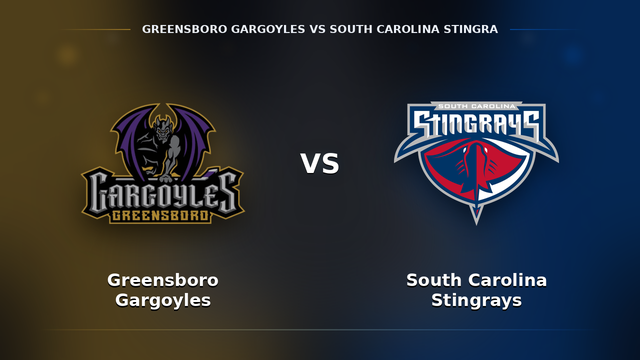 GREENSBORO GARGOYLES VS SOUTH CAROLINA STINGRA
GARGOYLES
GREENSBORO
VS
SOUTH CAROLINA
STINGRAYS
Greensboro
Gargoyles
South Carolina
Stingrays